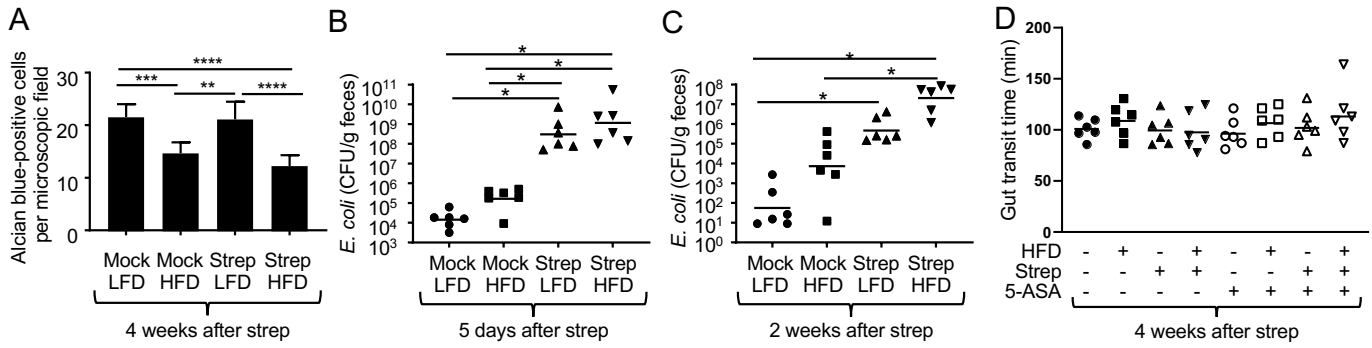 A
Alcian blue-positive cells
per microscopic field
30
20
10
0
****
***
**
****
Mock
LFD
Mock
HFD
Strep
LFD
Strep
HFD
4 weeks after strep
B
E. coli (CFU/g feces)
10¹¹
10¹⁰
10⁹
10⁸
10⁷
10⁶
10⁵
10⁴
10³
*
*
*
*
Mock
LFD
Mock
HFD
Strep
LFD
Strep
HFD
5 days after strep
C
E. coli (CFU/g feces)
10⁸
10⁷
10⁶
10⁵
10⁴
10³
10²
10¹
10⁰
*
*
*
Mock
LFD
Mock
HFD
Strep
LFD
Strep
HFD
2 weeks after strep
D
Gut transit time (min)
200
150
100
50
0
HFD - + - + - + - +
Strep - - + + - - + +
5-ASA - - - - + + + +
4 weeks after strep